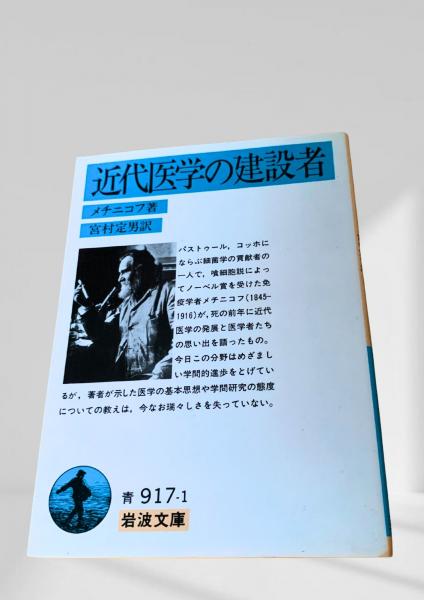 近代医学の建設者
メチニコフ著
宮村定男訳
パストゥール，コッホに
ならぶ細菌学の貢献者の
一人で，喰細胞説によっ
てノーベル賞を受けた免
疫学者メチニコフ(1845-
1916)が，死の前年に近代
医学の発展と医学者たち
の思い出を語ったもの。
今日この分野はめざまし
い学問的進歩をとげてい
るが，著者が示した医学の基本思想や学問研究の態度
についての教えは，今なお瑞々しさを失っていない。
青 917-1
岩波文庫